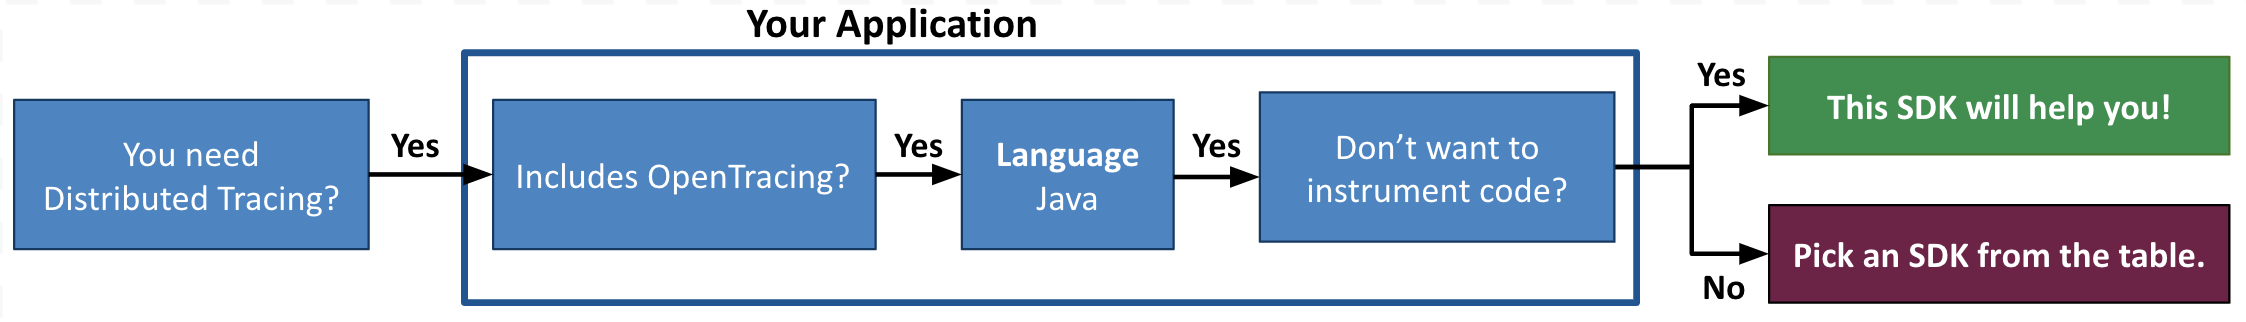 Your Application
You need
Distributed Tracing?
Yes
Includes OpenTracing?
Yes
Language
Java
Yes
Don’t want to
instrument code?
Yes
This SDK will help you!
No
Pick an SDK from the table.